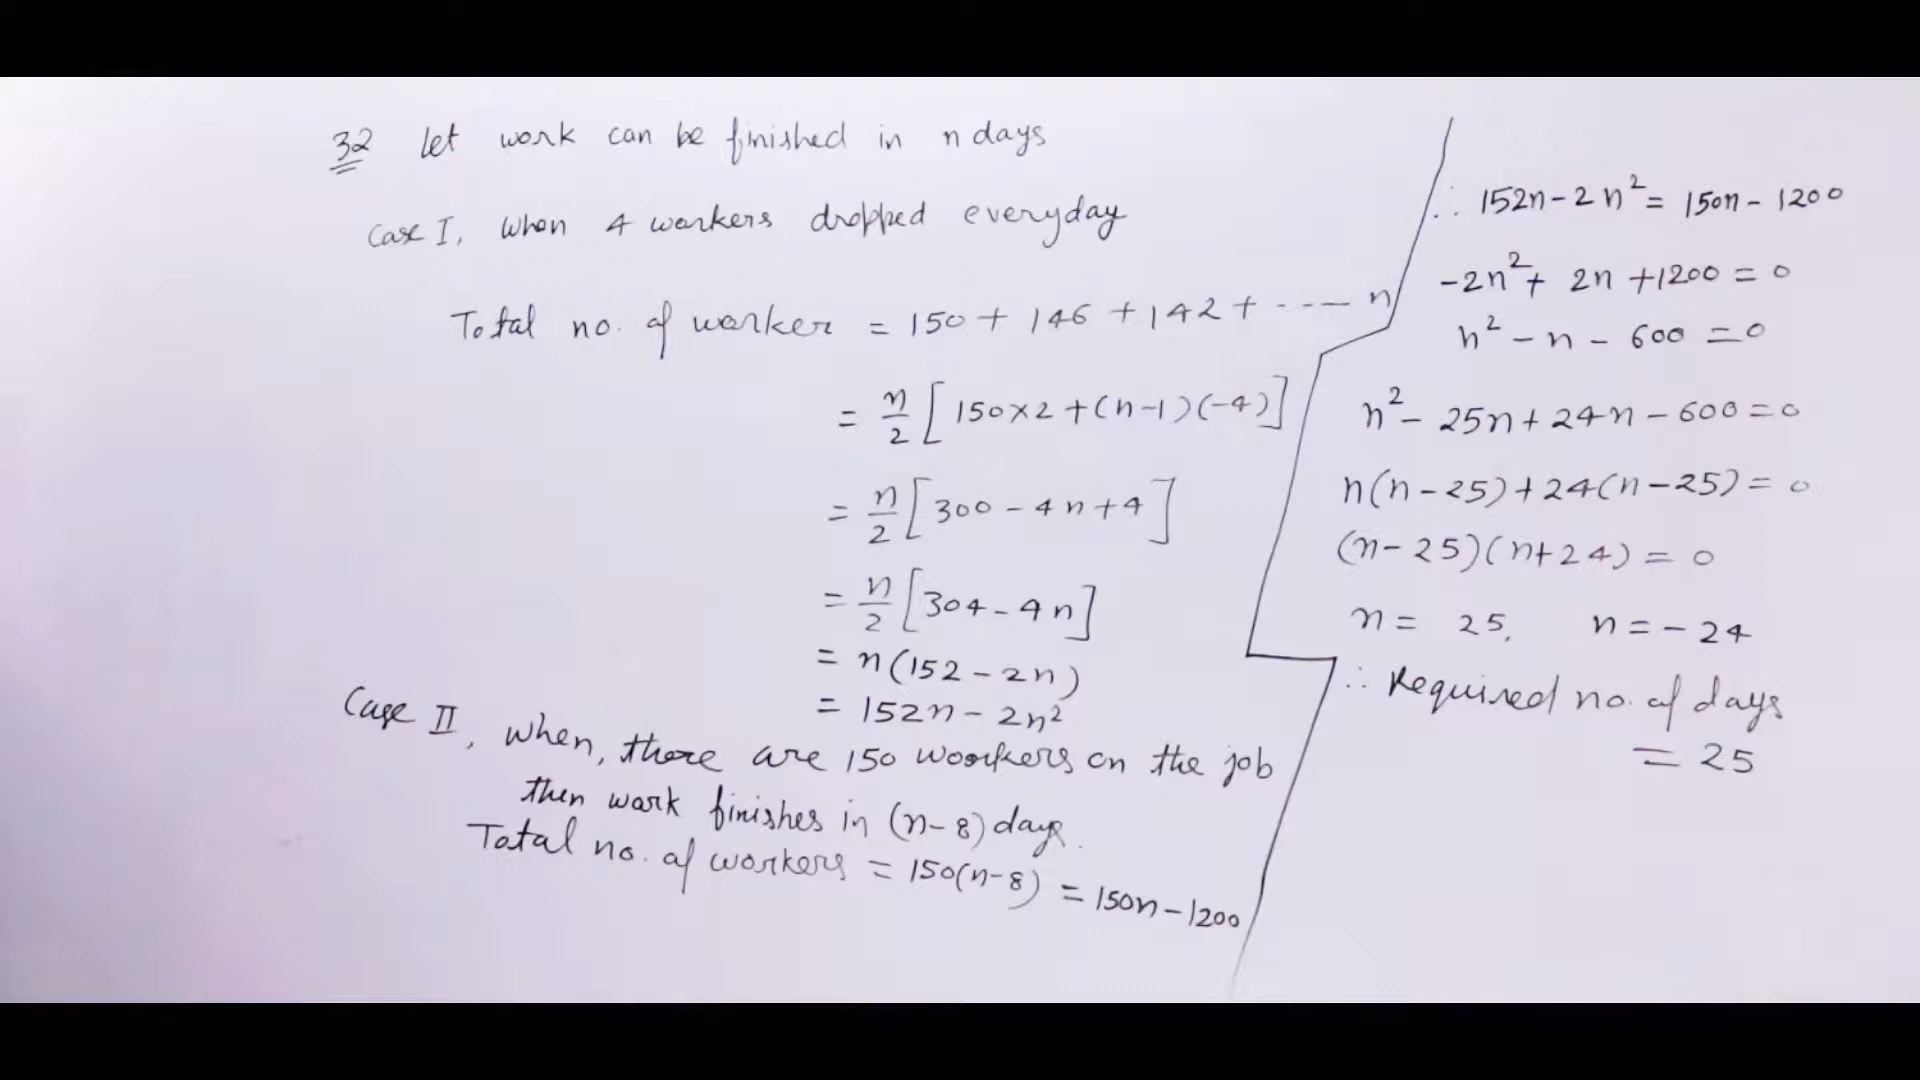 32 let work can be finished in n days
Case I, when 4 workers dropped everyday
Total no. of worker = 150 + 146 + 142 + ---- n
= n/2 [150×2+(n-1)(-4)]
= n/2 [300 - 4n+4]
= n/2 [304-4n]
= n(152-2n)
= 152n-2n²
Case II, when, there are 150 woorkers on the job
then work finishes in (n-8) days.
Total no. of workers = 150(n-8) = 150n-1200
∴ 152n-2n² = 150n-1200
-2n²+ 2n +1200 = 0
n² - n - 600 = 0
n² - 25n + 24n - 600 = 0
n(n-25)+24(n-25) = 0
(n-25)(n+24) = 0
n = 25, n = -24
∴ Required no. of days
= 25